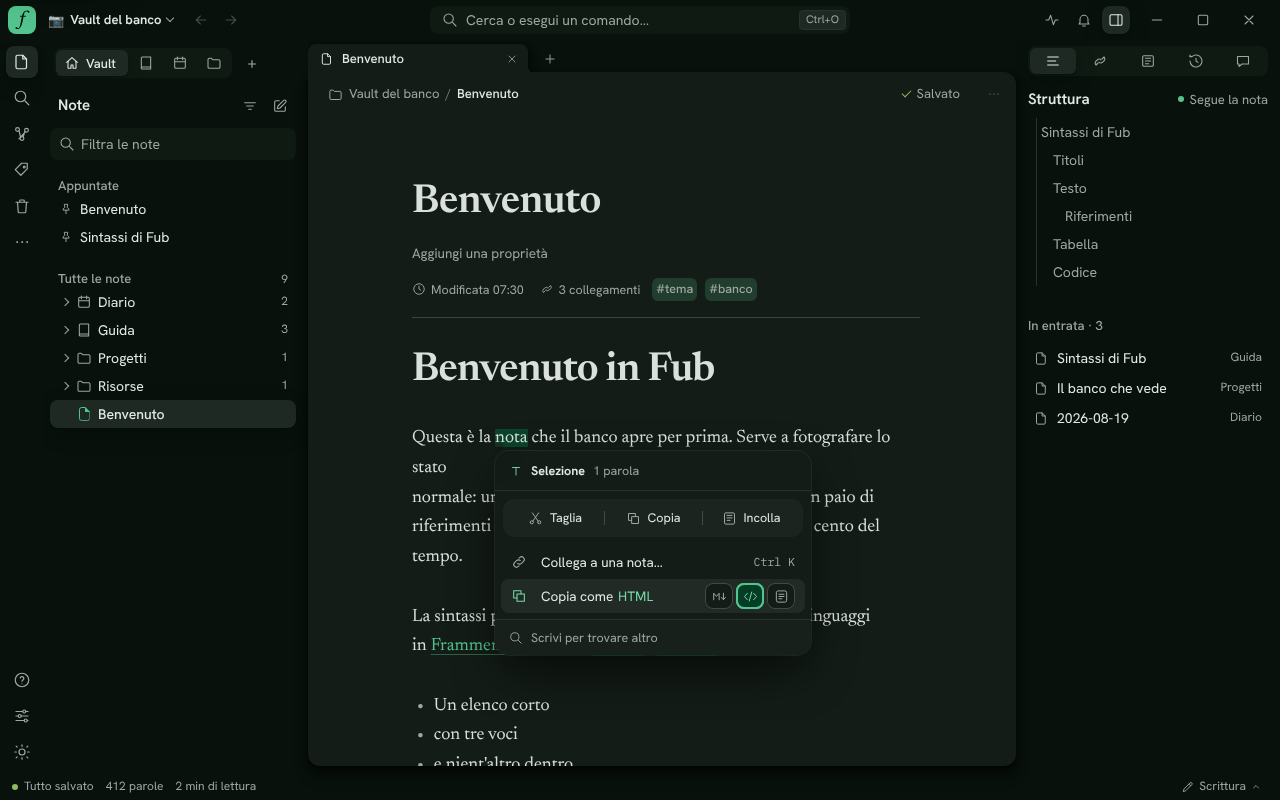 f Vault del banco
Cerca o esegui un comando...
Ctrl+O
Vault
Note
Filtra le note
Appuntate
Benvenuto
Sintassi di Fub
Tutte le note 9
Diario 2
Guida 3
Progetti 1
Risorse 1
Benvenuto
Benvenuto
Vault del banco / Benvenuto
Salvato
Benvenuto
Aggiungi una proprietà
Modificata 07:30 3 collegamenti #tema #banco
Benvenuto in Fub
Questa è la nota che il banco apre per prima. Serve a fotografare lo
stato
normale: n paio di
riferimenti cento del
tempo.
La sintassi
in
Selezione 1 parola
Taglia Copia Incolla
Collega a una nota... Ctrl K
Copia come HTML M↓ </>
Scrivi per trovare altro
Un elenco corto
con tre voci
e nient'altro dentro
Struttura
Segue la nota
Sintassi di Fub
Titoli
Testo
Riferimenti
Tabella
Codice
In entrata · 3
Sintassi di Fub Guida
Il banco che vede Progetti
2026-08-19 Diario
Tutto salvato 412 parole 2 min di lettura
Scrittura